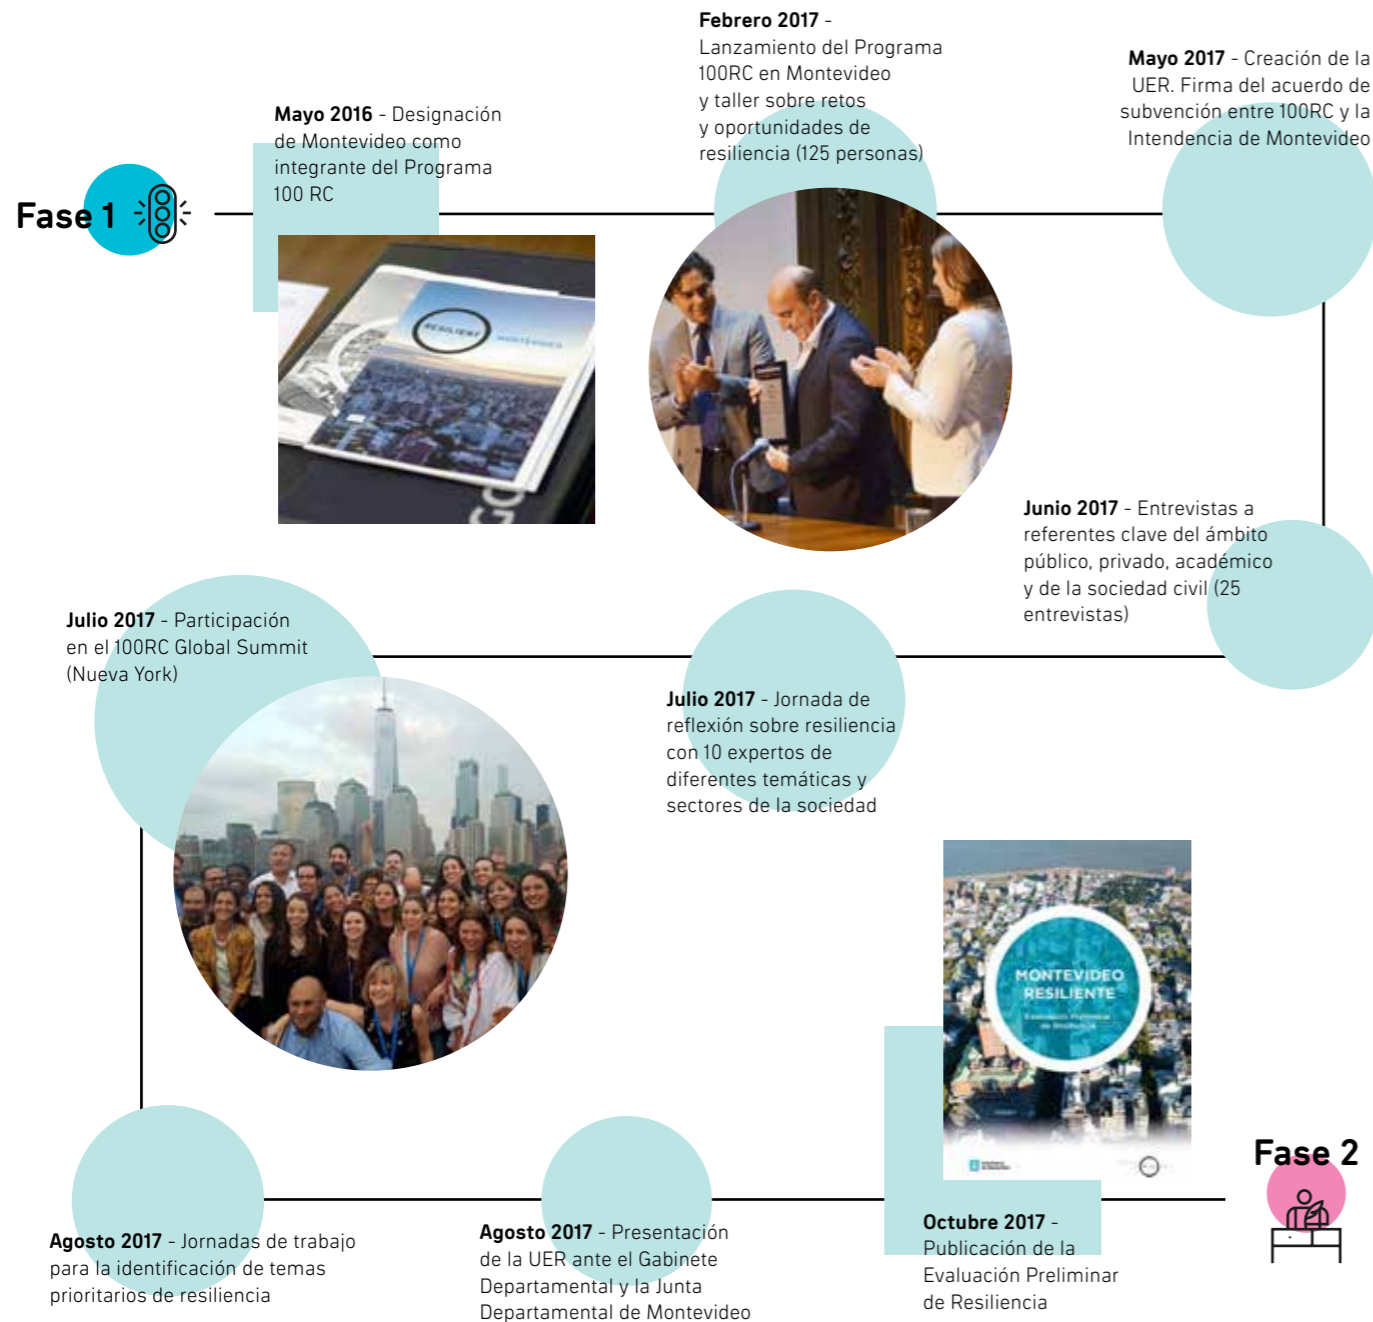 Fase 1
Mayo 2016 - Designación
de Montevideo como
integrante del Programa
100 RC
Febrero 2017 -
Lanzamiento del Programa
100RC en Montevideo
y taller sobre retos
y oportunidades de
resiliencia (125 personas)
Mayo 2017 - Creación de la
UER. Firma del acuerdo de
subvención entre 100RC y la
Intendencia de Montevideo
RESILIENT
MONTEVIDEO
Junio 2017 - Entrevistas a
referentes clave del ámbito
público, privado, académico
y de la sociedad civil (25
entrevistas)
Julio 2017 - Jornada de
reflexión sobre resiliencia
con 10 expertos de
diferentes temáticas y
sectores de la sociedad
Julio 2017 - Participación
en el 100RC Global Summit
(Nueva York)
Agosto 2017 - Jornadas de trabajo
para la identificación de temas
prioritarios de resiliencia
Agosto 2017 - Presentación
de la UER ante el Gabinete
Departamental y la Junta
Departamental de Montevideo
MONTEVIDEO
RESILIENTE
Evaluación Preliminar
de Resiliencia
Octubre 2017 -
Publicación de la
Evaluación Preliminar
de Resiliencia
Fase 2